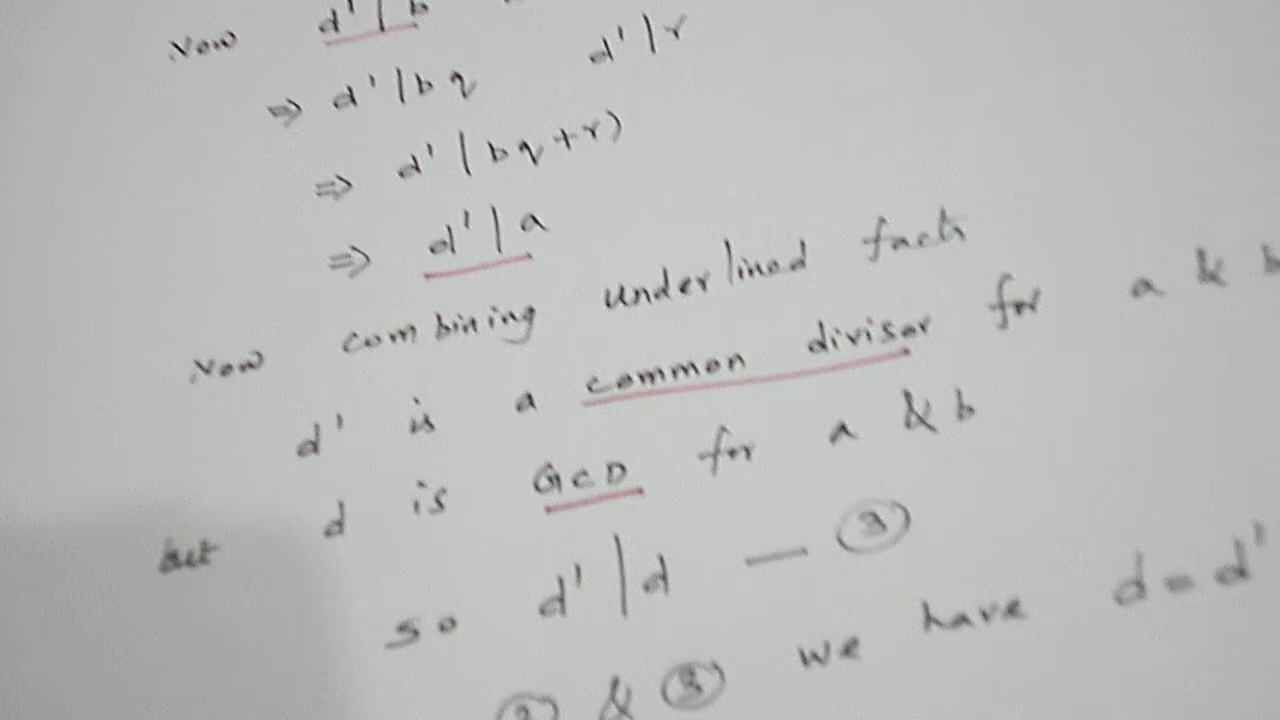 Now d' | b
=> d' | bq d' | r
=> d' | (bq + r)
=> d' | a
Now combining underlined facts
d' is a common divisor for a &
but d is GCD for a & b
so d' | d — ③
② & ③ we have d = d'